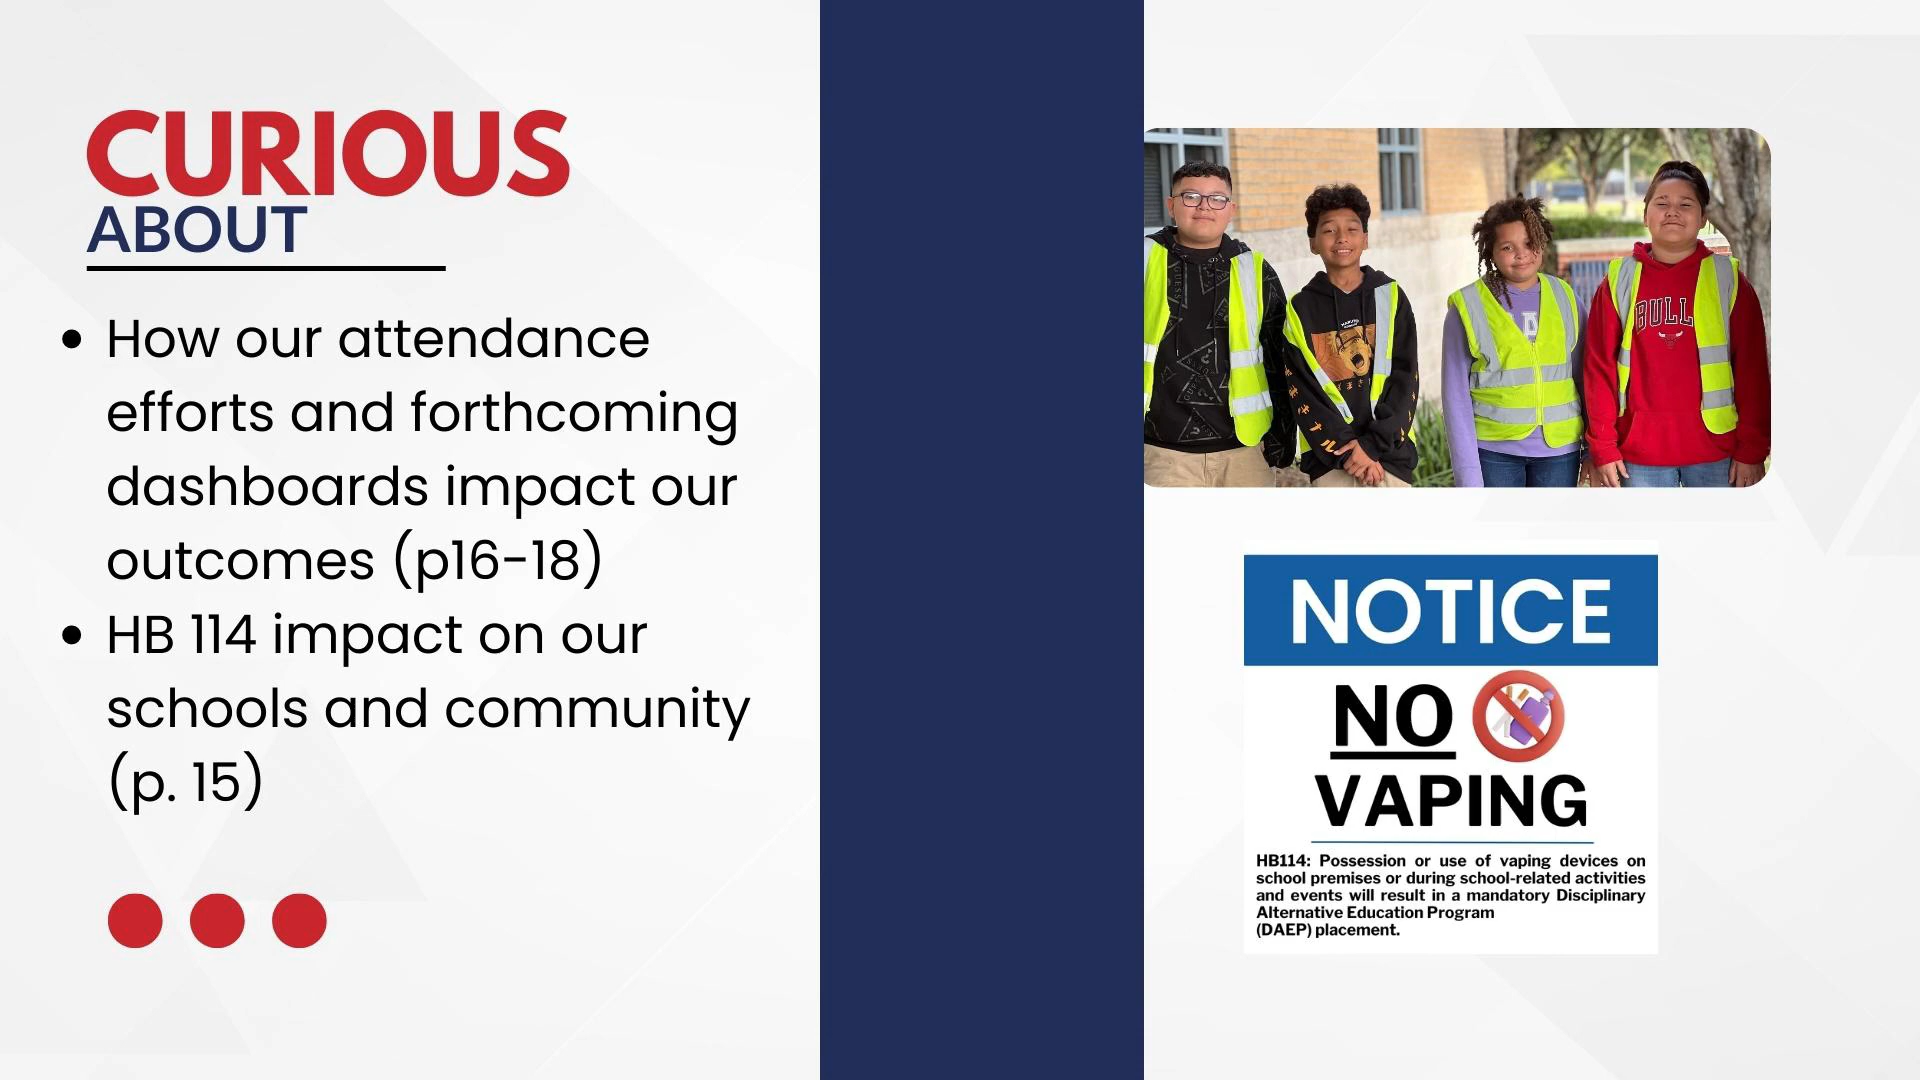 CURIOUS
ABOUT
• How our attendance
efforts and forthcoming
dashboards impact our
outcomes (p16-18)
• HB 114 impact on our
schools and community
(p. 15)
BULL
NOTICE
NO
VAPING
HB114: Possession or use of vaping devices on
school premises or during school-related activities
and events will result in a mandatory Disciplinary
Alternative Education Program
(DAEP) placement.